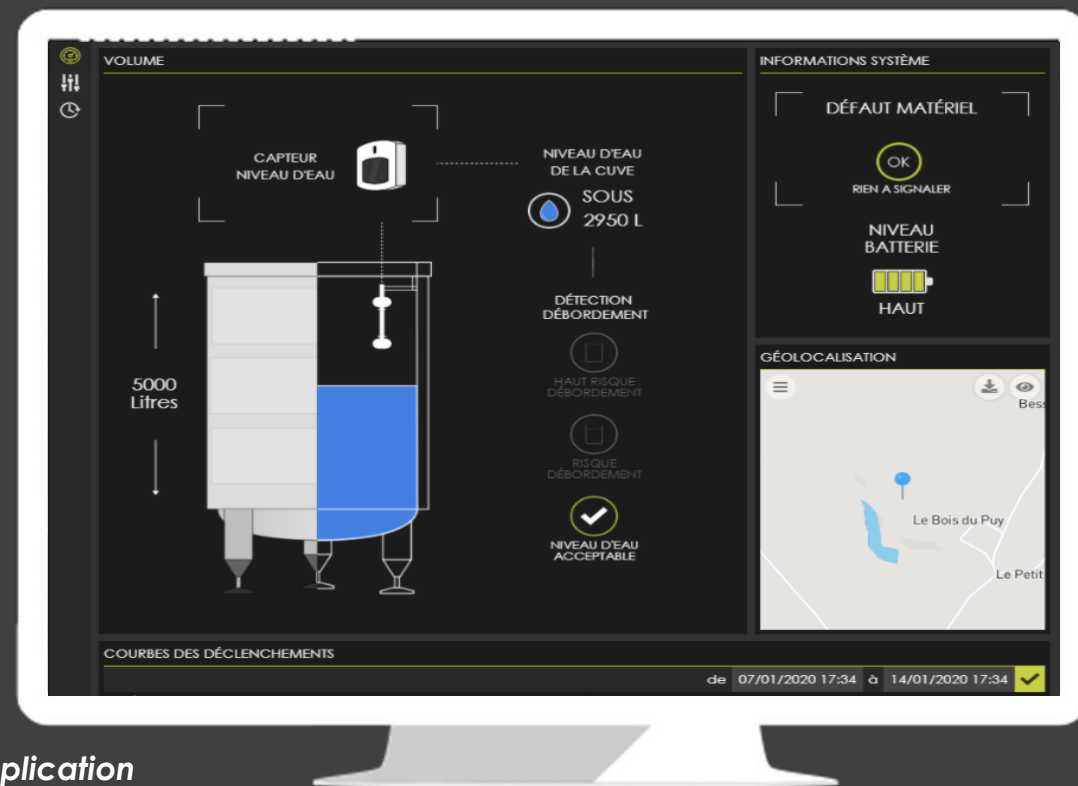 VOLUME
CAPTEUR
NIVEAU D'EAU
NIVEAU D'EAU
DE LA CUVE
SOUS
2950 L
5000
Litres
DÉTECTION
DÉBORDEMENT
HAUT RISQUE
DÉBORDEMENT
RISQUE
DÉBORDEMENT
NIVEAU D'EAU
ACCEPTABLE
INFORMATIONS SYSTÈME
DÉFAUT MATÉRIEL
OK
RIEN A SIGNALER
NIVEAU
BATTERIE
HAUT
GÉOLOCALISATION
Bess
Le Bois du Puy
Le Petit
COURBES DES DÉCLENCHEMENTS
de 07/01/2020 17:34 à 14/01/2020 17:34
plication